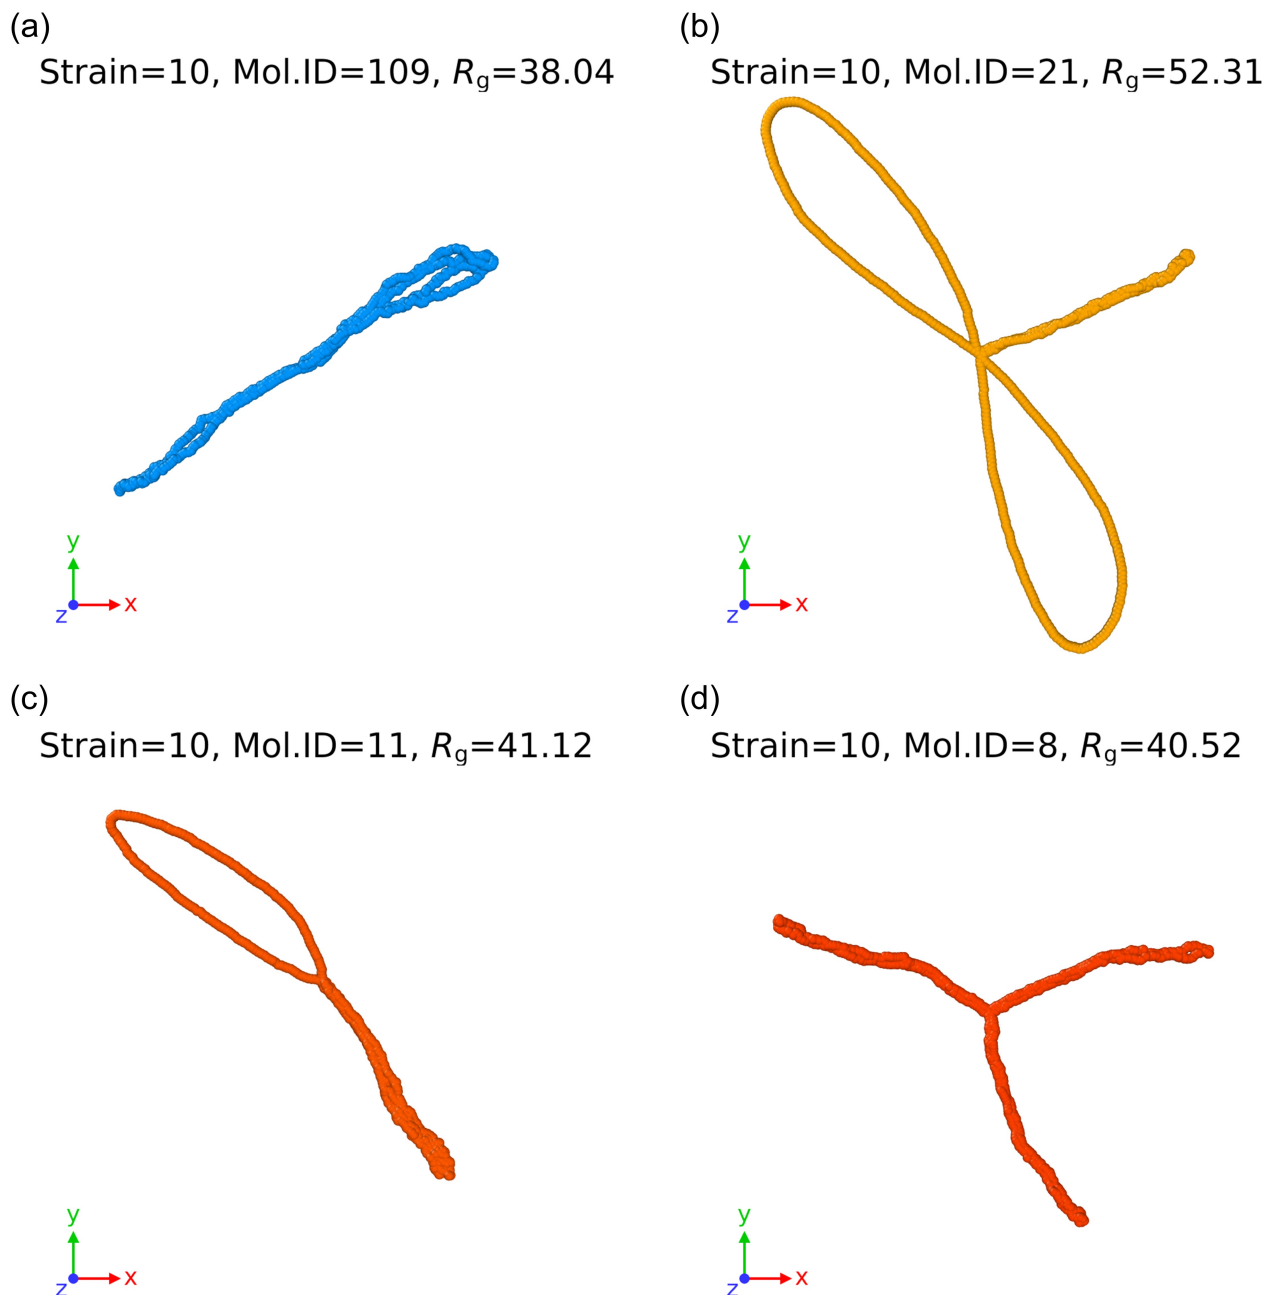 (a)
Strain=10, Mol.ID=109, Rg=38.04
y
z
x
(b)
Strain=10, Mol.ID=21, Rg=52.31
y
z
x
(c)
Strain=10, Mol.ID=11, Rg=41.12
y
z
x
(d)
Strain=10, Mol.ID=8, Rg=40.52
y
z
x